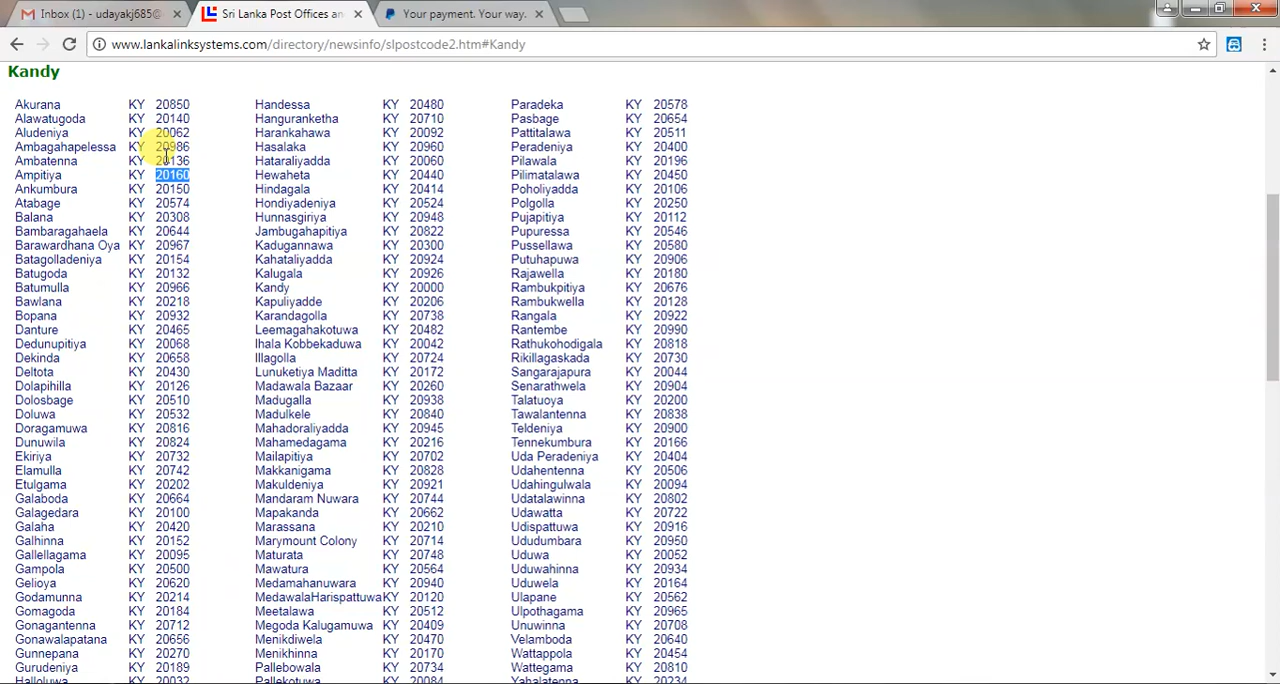 Inbox (1) - udayakj685@
Sri Lanka Post Offices an
Your payment. Your way.
www.lankalinksystems.com/directory/newsinfo/slpostcode2.htm#Kandy
Kandy
Akurana KY 20850 Handessa KY 20480 Paradeka KY 20578
Alawatugoda KY 20140 Hanguranketha KY 20710 Pasbage KY 20654
Aludeniya KY 20062 Harankahawa KY 20092 Pattitalawa KY 20511
Ambagahapelessa KY 20986 Hasalaka KY 20960 Peradeniya KY 20400
Ambatenna KY 20136 Hataraliyadda KY 20060 Pilawala KY 20196
Ampitiya KY 20160 Hewaheta KY 20440 Pilimatalawa KY 20450
Ankumbura KY 20150 Hindagala KY 20414 Poholiyadda KY 20106
Atabage KY 20574 Hondiyadeniya KY 20524 Polgolla KY 20250
Balana KY 20308 Hunnasgiriya KY 20948 Pujapitiya KY 20112
Bambaragahaela KY 20644 Jambugahapitiya KY 20822 Pupuressa KY 20546
Barawardhana Oya KY 20967 Kadugannawa KY 20300 Pussellawa KY 20580
Batagolladeniya KY 20154 Kahataliyadda KY 20924 Putuhapuwa KY 20906
Batugoda KY 20132 Kalugala KY 20926 Rajawella KY 20180
Batumulla KY 20966 Kandy KY 20000 Rambukpitiya KY 20676
Bawlana KY 20218 Kapuliyadde KY 20206 Rambukwella KY 20128
Bopana KY 20932 Karandagolla KY 20738 Rangala KY 20922
Danture KY 20465 Leemagahakotuwa KY 20482 Rantembe KY 20990
Dedunupitiya KY 20068 Ihala Kobbekaduwa KY 20042 Rathukohodigala KY 20818
Dekinda KY 20658 Illagolla KY 20724 Rikillagaskada KY 20730
Deltota KY 20430 Lunuketiya Maditta KY 20172 Sangarajapura KY 20044
Dolapihilla KY 20126 Madawala Bazaar KY 20260 Senarathwela KY 20904
Dolosbage KY 20510 Madugalla KY 20938 Talatuoya KY 20200
Doluwa KY 20532 Madulkele KY 20840 Tawalantenna KY 20838
Doragamuwa KY 20816 Mahadoraliyadda KY 20945 Teldeniya KY 20900
Dunuwila KY 20824 Mahamedagama KY 20216 Tennekumbura KY 20166
Ekiriya KY 20732 Mailapitiya KY 20702 Uda Peradeniya KY 20404
Elamulla KY 20742 Makkanigama KY 20828 Udahentenna KY 20506
Etulgama KY 20202 Makuldeniya KY 20921 Udahingulwala KY 20094
Galaboda KY 20664 Mandaram Nuwara KY 20744 Udatalawinna KY 20802
Galagedara KY 20100 Mapakanda KY 20662 Udawatta KY 20722
Galaha KY 20420 Marassana KY 20210 Udispattuwa KY 20916
Galhinna KY 20152 Marymount Colony KY 20714 Ududumbara KY 20950
Gallellagama KY 20095 Maturata KY 20748 Uduwa KY 20052
Gampola KY 20500 Mawatura KY 20564 Uduwahinna KY 20934
Gelioya KY 20620 Medamahanuwara KY 20940 Uduwela KY 20164
Godamunna KY 20214 MedawalaHarispattuwaKY 20120 Ulapane KY 20562
Gomagoda KY 20184 Meetalawa KY 20512 Ulpothagama KY 20965
Gonagantenna KY 20712 Megoda Kalugamuwa KY 20409 Unuwinna KY 20708
Gonawalapatana KY 20656 Menikdiwela KY 20470 Velamboda KY 20640
Gunnepana KY 20270 Menikhinna KY 20170 Wattappola KY 20454
Gurudeniya KY 20189 Pallebowala KY 20734 Wattegama KY 20810
Halloluwa KY 20032 Pallekotuwa KY 20084 Yahalatenna KY 20234